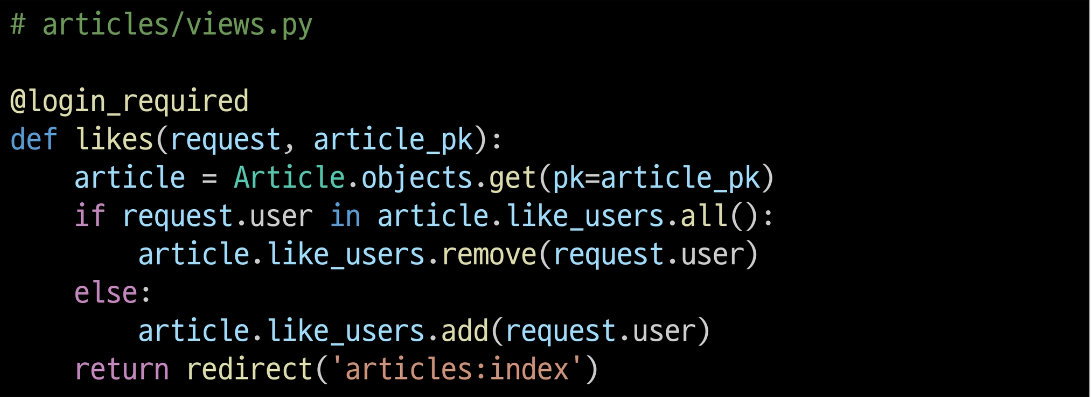 # articles/views.py
@login_required
def likes(request, article_pk):
    article = Article.objects.get(pk=article_pk)
    if request.user in article.like_users.all():
        article.like_users.remove(request.user)
    else:
        article.like_users.add(request.user)
    return redirect('articles:index')